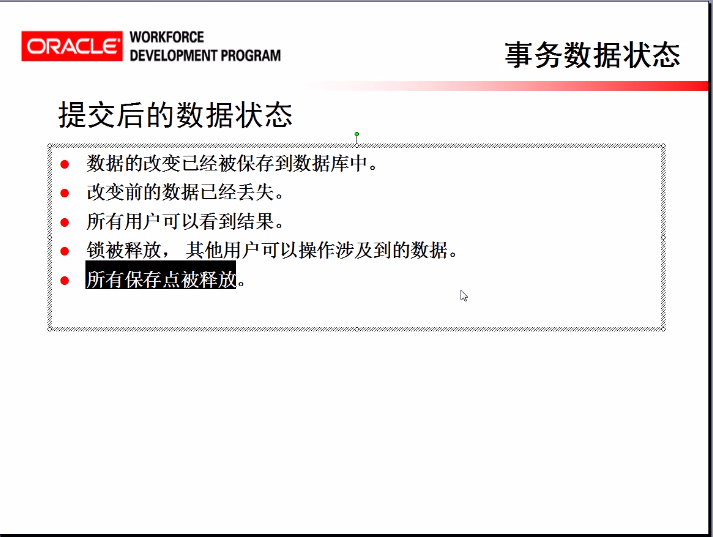 ORACLE
WORKFORCE
DEVELOPMENT PROGRAM
事务数据状态
提交后的数据状态
数据的改变已经被保存到数据库中。
改变前的数据已经丢失。
所有用户可以看到结果。
锁被释放， 其他用户可以操作涉及到的数据。
所有保存点被释放。